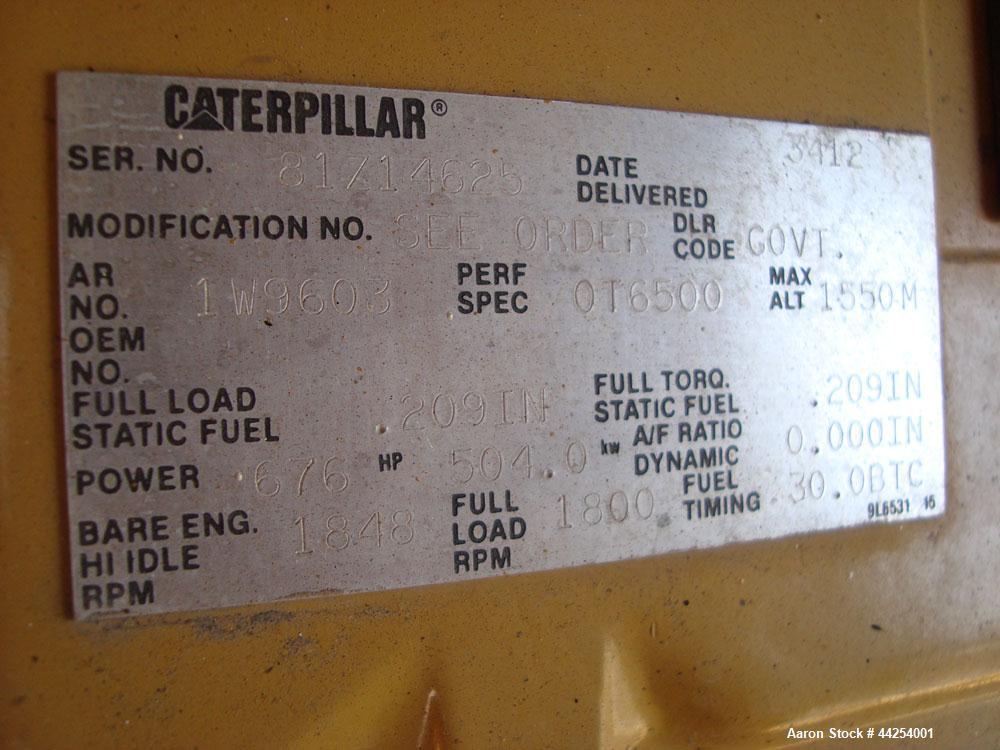 CATERPILLAR®
SER. NO. 81Z14625 DATE DELIVERED 3412
MODIFICATION NO. SEE ORDER DLR CODE GOVT.
AR NO. 1W9603 PERF SPEC 0T6500 MAX ALT 1550M
OEM NO.
FULL LOAD STATIC FUEL .209IN FULL TORQ. STATIC FUEL .209IN
POWER 676 HP 504.0 kw A/F RATIO DYNAMIC 0.000IN
BARE ENG. HI IDLE RPM 1848 FULL LOAD RPM 1800 FUEL TIMING 30.0BTC
9L6531 16
Aaron Stock # 44254001